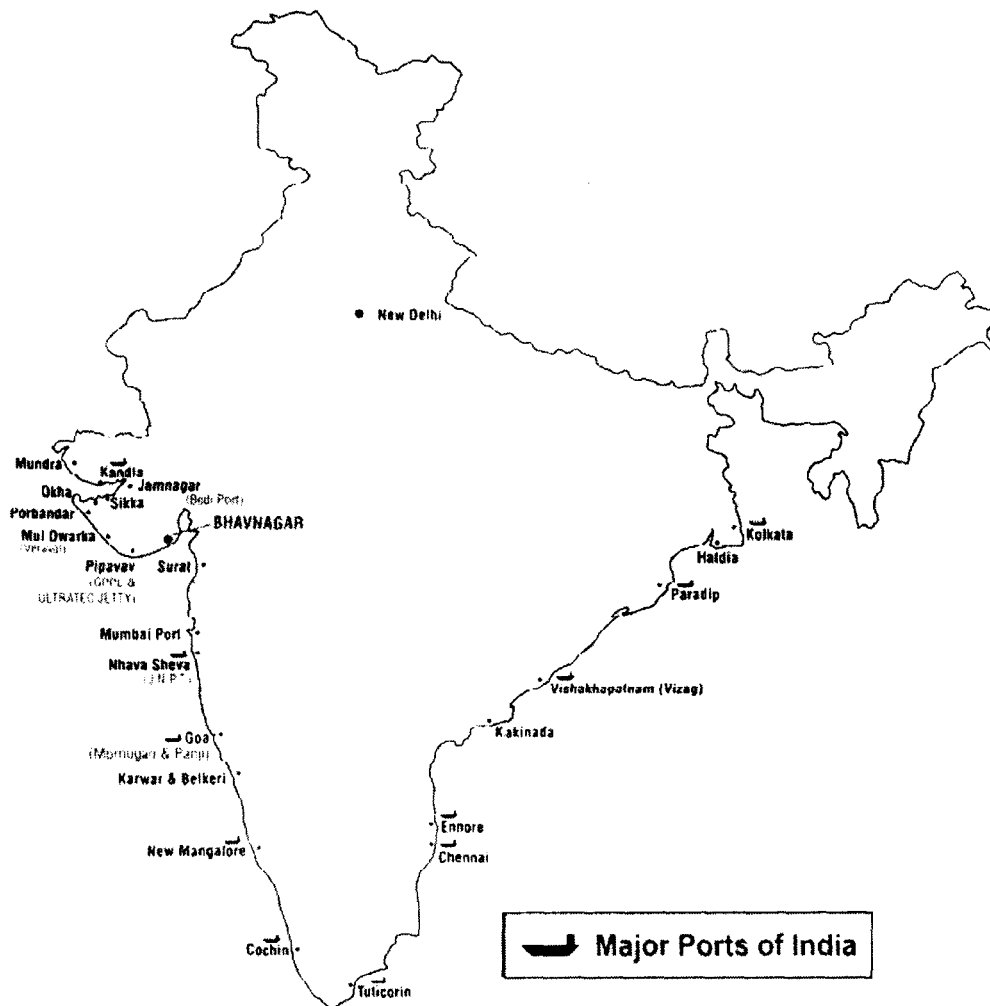 New Delhi
Mundra
Kandla
Jamnagar
(Bedi Port)
Okha
Sikka
Porbandar
BHAVNAGAR
Mul Dwarka
(Veraval)
Pipavav
(GPPL &
ULTRATEC JETTY)
Surat
Kolkata
Haldia
Paradip
Mumbai Port
Nhava Sheva
(J.N.P.T)
Vishakhapatnam (Vizag)
Kakinada
Goa
(Mornugari & Panji)
Karwar & Belkeri
Ennore
Chennai
New Mangalore
Cochin
Tuticorin
Major Ports of India